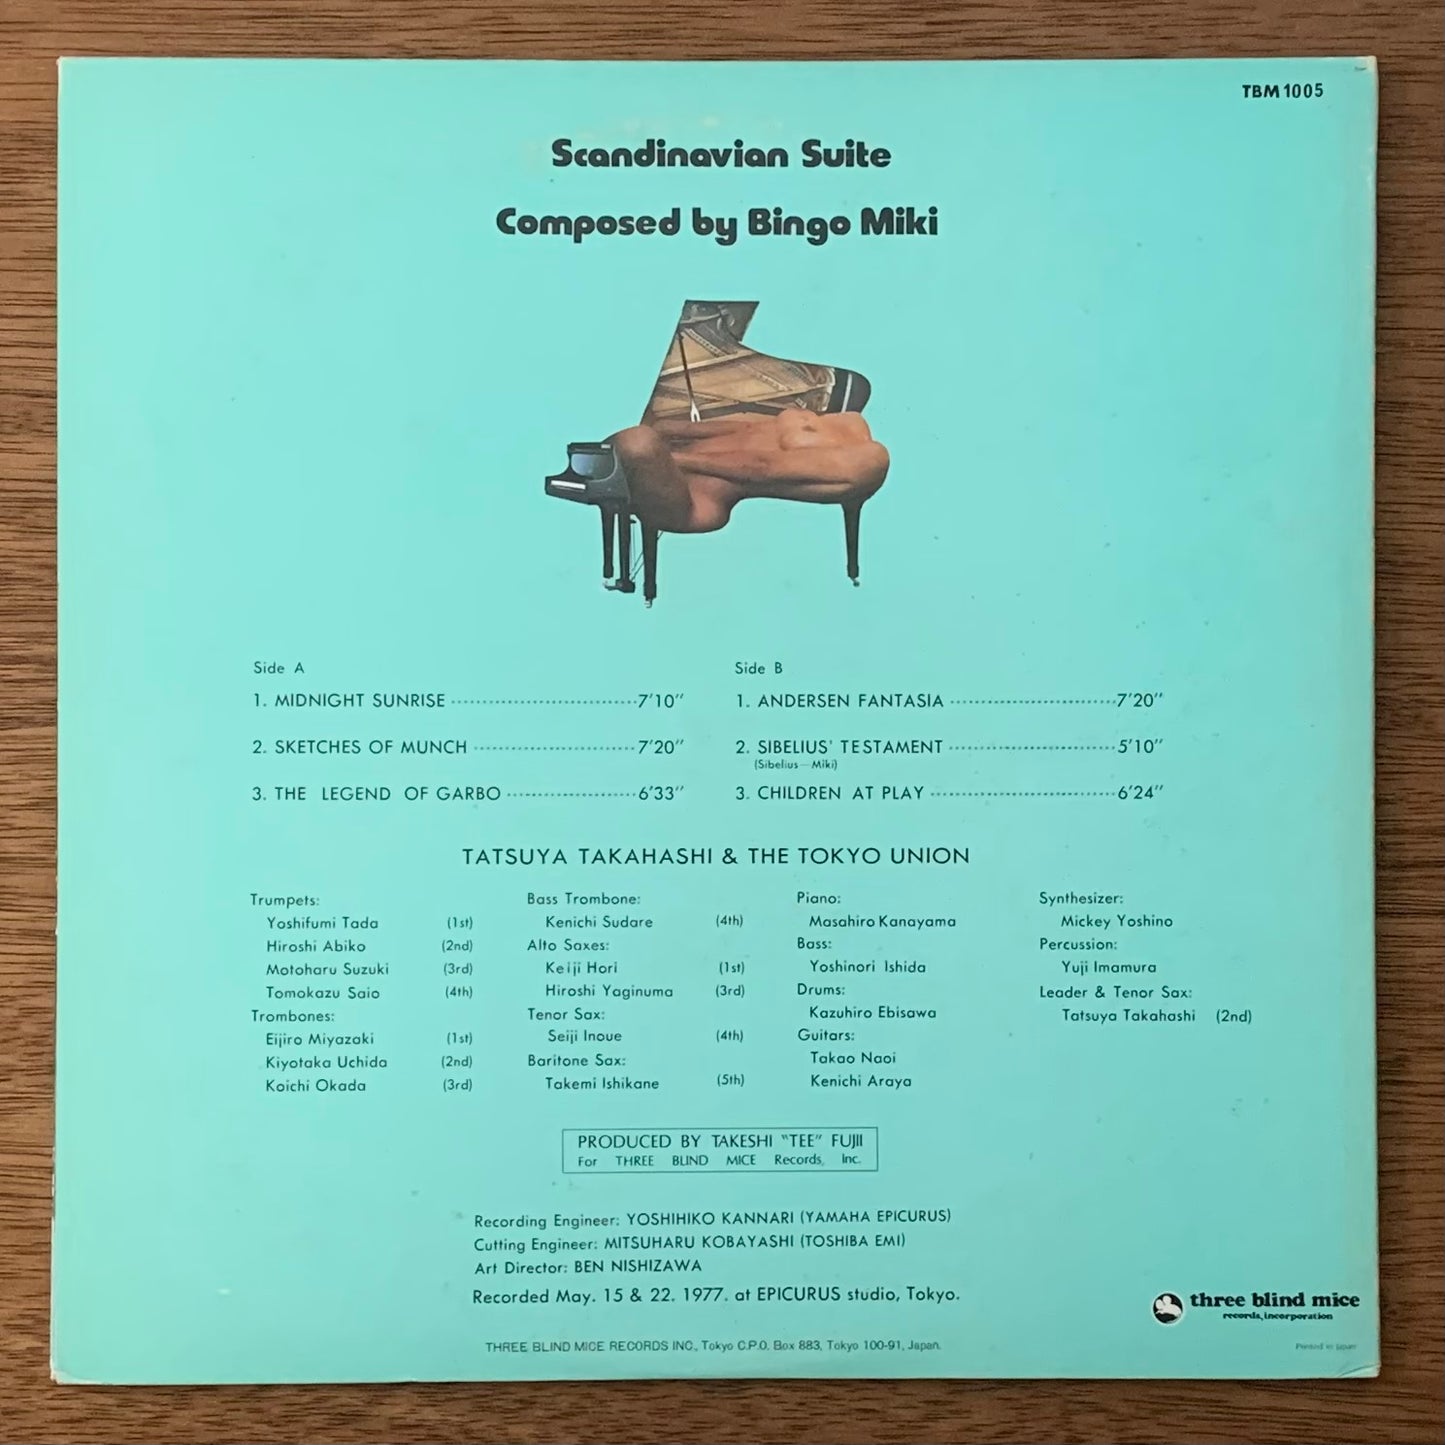 TBM 1005
Scandinavian Suite
Composed by Bingo Miki
Side A
1. MIDNIGHT SUNRISE 7'10"
2. SKETCHES OF MUNCH 7'20"
3. THE LEGEND OF GARBO 6'33"
Side B
1. ANDERSEN FANTASIA 7'20"
2. SIBELIUS' TESTAMENT 5'10"
(Sibelius—Miki)
3. CHILDREN AT PLAY 6'24"
TATSUYA TAKAHASHI & THE TOKYO UNION
Trumpets:
Yoshifumi Tada (1st)
Hiroshi Abiko (2nd)
Motoharu Suzuki (3rd)
Tomokazu Saio (4th)
Trombones:
Eijiro Miyazaki (1st)
Kiyotaka Uchida (2nd)
Koichi Okada (3rd)
Bass Trombone:
Kenichi Sudare (4th)
Alto Saxes:
Keiji Hori (1st)
Hiroshi Yaginuma (3rd)
Tenor Sax:
Seiji Inoue (4th)
Baritone Sax:
Takemi Ishikane (5th)
Piano:
Masahiro Kanayama
Bass:
Yoshinori Ishida
Drums:
Kazuhiro Ebisawa
Guitars:
Takao Naoi
Kenichi Araya
Synthesizer:
Mickey Yoshino
Percussion:
Yuji Imamura
Leader & Tenor Sax:
Tatsuya Takahashi (2nd)
PRODUCED BY TAKESHI "TEE" FUJII
For THREE BLIND MICE Records, Inc.
Recording Engineer: YOSHIHIKO KANNARI (YAMAHA EPICURUS)
Cutting Engineer: MITSUHARU KOBAYASHI (TOSHIBA EMI)
Art Director: BEN NISHIZAWA
Recorded May. 15 & 22. 1977. at EPICURUS studio, Tokyo.
three blind mice
records, incorporation
THREE BLIND MICE RECORDS INC., Tokyo C.P.O. Box 883, Tokyo 100-91, Japan.
Printed in Japan